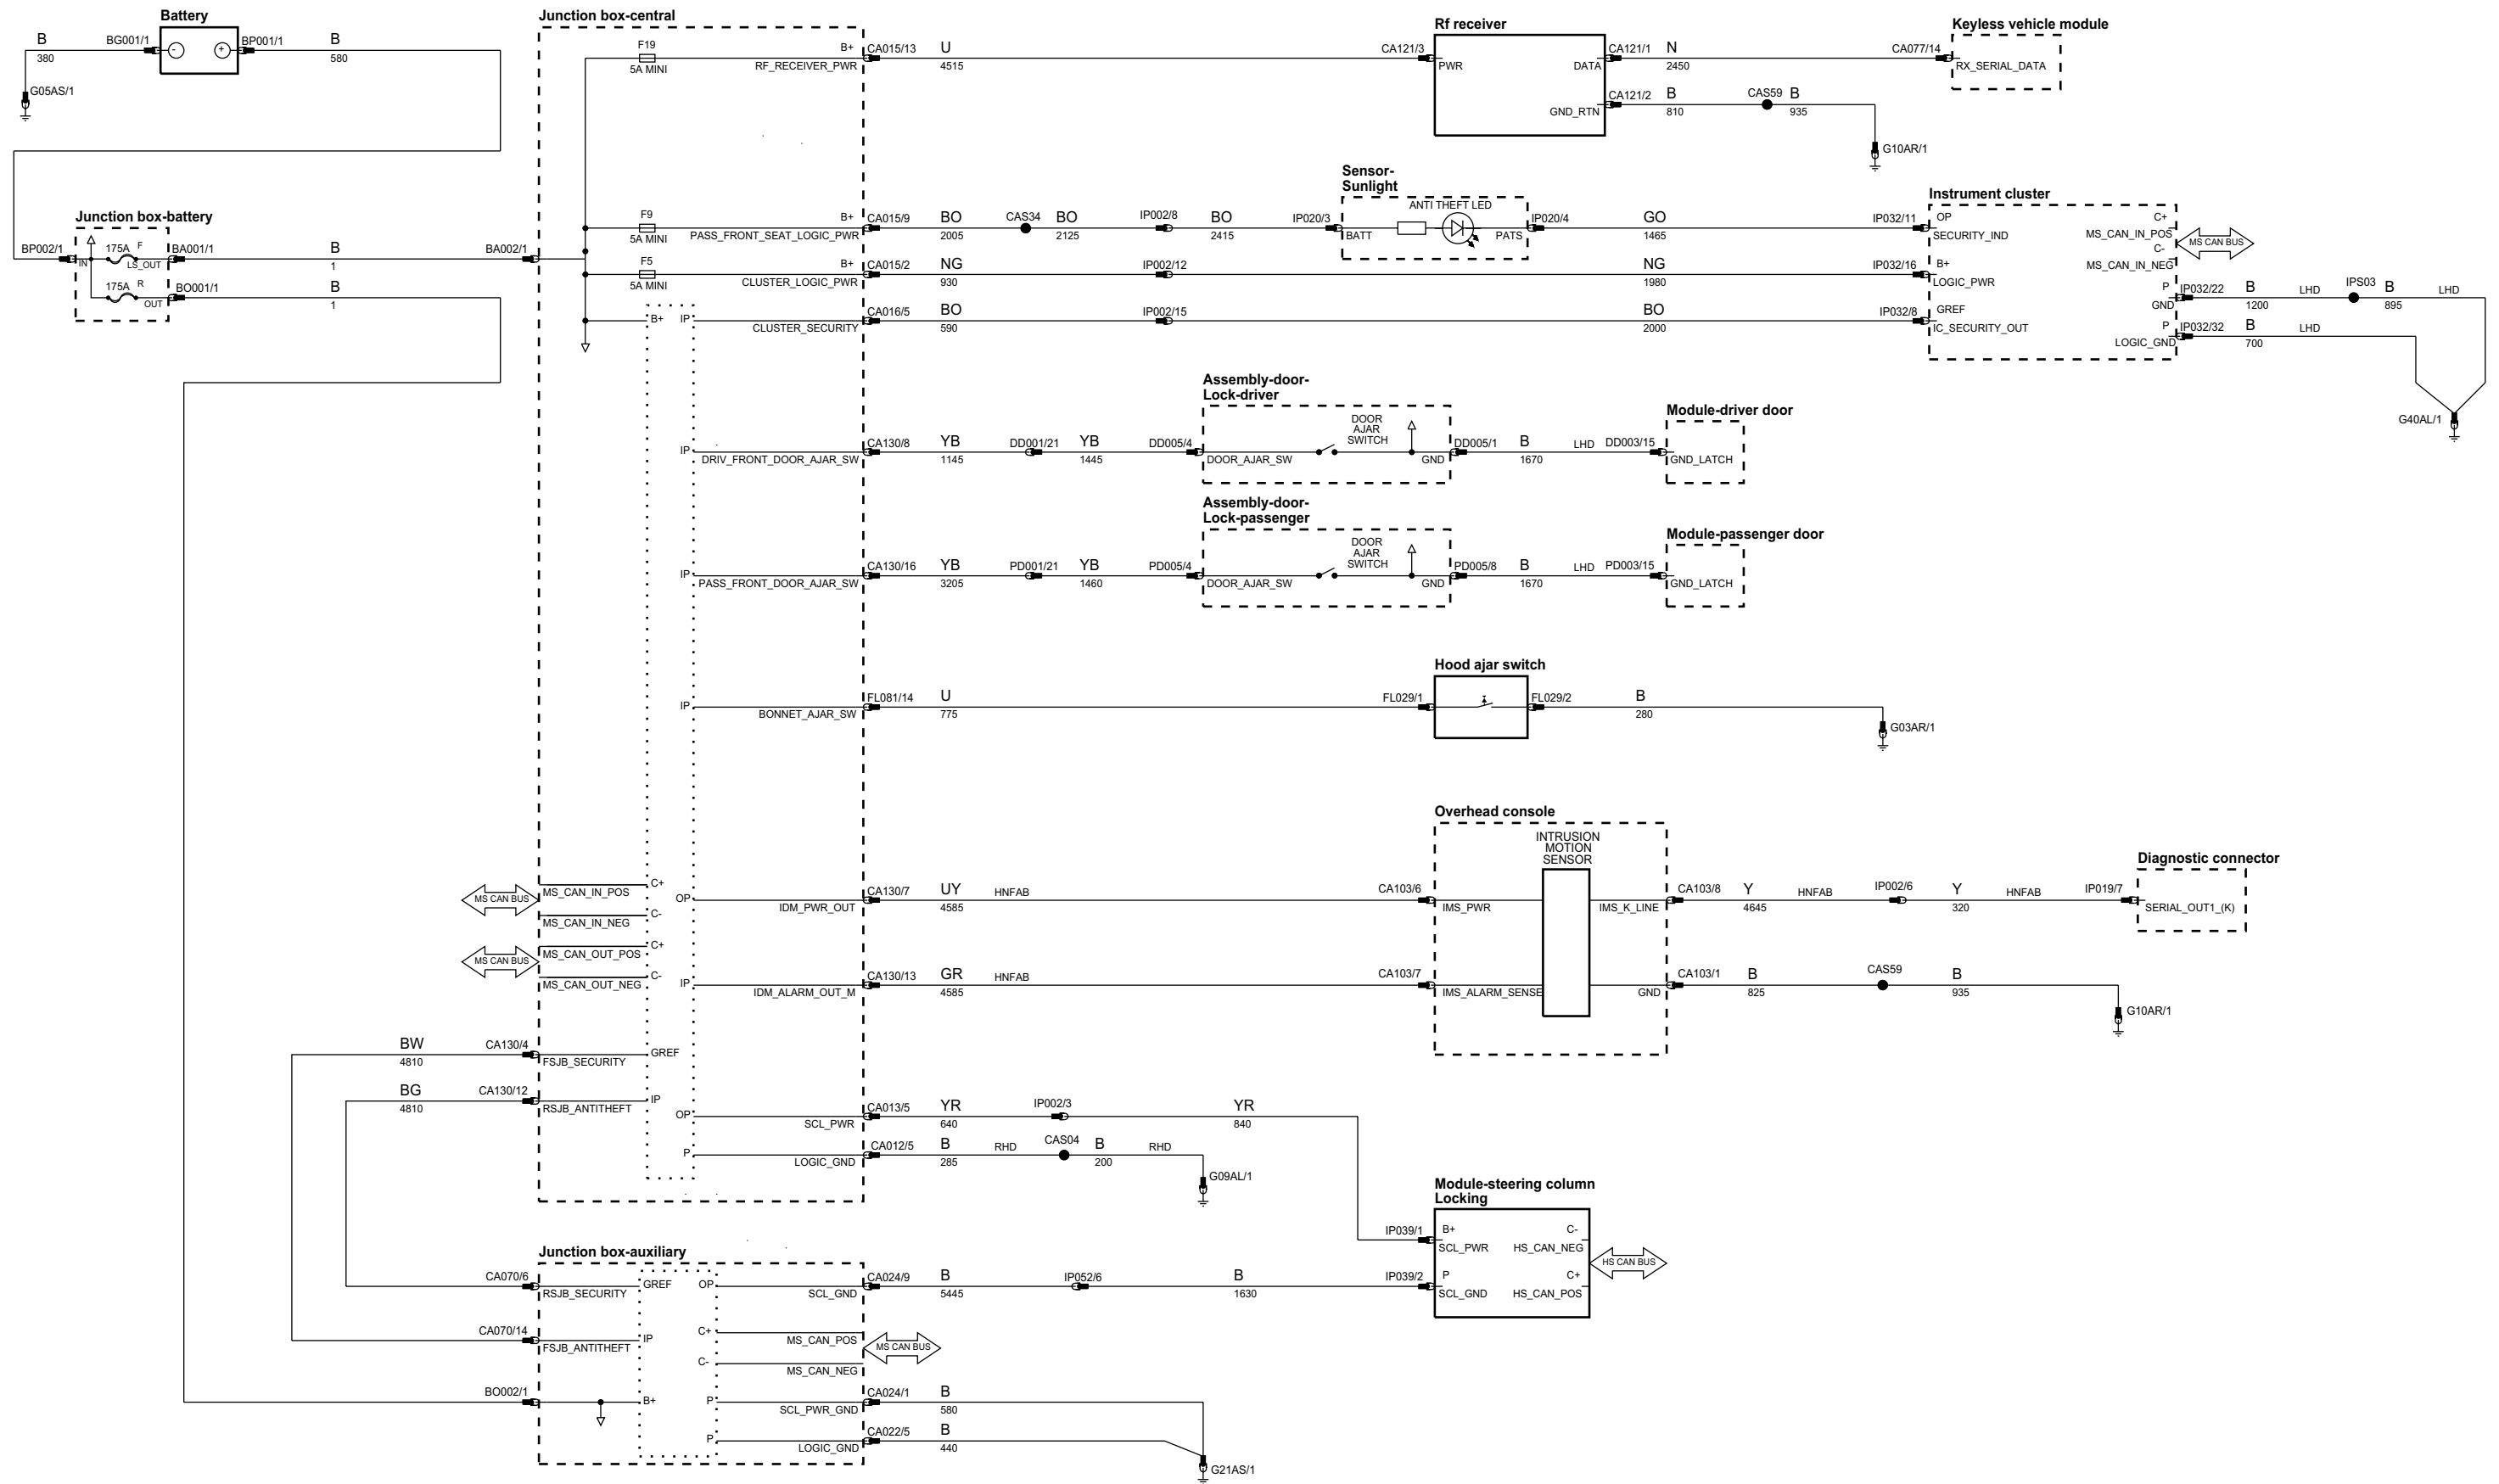 Battery
B
380
BG001/1
-
+
BP001/1
B
580
G05AS/1
Junction box-battery
BP002/1
IN
175A
F
LS_OUT
BA001/1
B
1
BA002/1
175A
R
OUT
BO001/1
B
1
Junction box-central
F19
5A MINI
B+
RF_RECEIVER_PWR
CA015/13
U
4515
CA121/3
Rf receiver
PWR
DATA
GND_RTN
CA121/1
N
2450
CA077/14
Keyless vehicle module
RX_SERIAL_DATA
CA121/2
B
810
CAS59
B
935
G10AR/1
F9
5A MINI
B+
PASS_FRONT_SEAT_LOGIC_PWR
CA015/9
BO
2005
CAS34
BO
2125
IP002/8
BO
2415
IP020/3
Sensor-
Sunlight
ANTI THEFT LED
BATT
PATS
IP020/4
GO
1465
IP032/11
Instrument cluster
OP
SECURITY_IND
C+
MS_CAN_IN_POS
C-
MS_CAN_IN_NEG
MS CAN BUS
F5
5A MINI
B+
CLUSTER_LOGIC_PWR
CA015/2
NG
930
IP002/12
NG
1980
IP032/16
B+
LOGIC_PWR
P
GND
IP032/22
B
1200
LHD
IPS03
B
895
LHD
B+
IP
CLUSTER_SECURITY
CA016/5
BO
590
IP002/15
BO
2000
IP032/8
GREF
IC_SECURITY_OUT
P
LOGIC_GND
IP032/32
B
700
LHD
G40AL/1
IP
DRIV_FRONT_DOOR_AJAR_SW
CA130/8
YB
1145
DD001/21
YB
1445
DD005/4
Assembly-door-
Lock-driver
DOOR
AJAR
SWITCH
DOOR_AJAR_SW
GND
DD005/1
B
1670
LHD
DD003/15
Module-driver door
GND_LATCH
IP
PASS_FRONT_DOOR_AJAR_SW
CA130/16
YB
3205
PD001/21
YB
1460
PD005/4
Assembly-door-
Lock-passenger
DOOR
AJAR
SWITCH
DOOR_AJAR_SW
GND
PD005/8
B
1670
LHD
PD003/15
Module-passenger door
GND_LATCH
IP
BONNET_AJAR_SW
FL081/14
U
775
FL029/1
Hood ajar switch
FL029/2
B
280
G03AR/1
MS CAN BUS
MS_CAN_IN_POS
C+
MS_CAN_IN_NEG
C-
MS CAN BUS
MS_CAN_OUT_POS
C+
MS_CAN_OUT_NEG
C-
OP
IDM_PWR_OUT
CA130/7
UY
4585
HNFAB
CA103/6
Overhead console
INTRUSION
MOTION
SENSOR
IMS_PWR
IMS_K_LINE
CA103/8
Y
4645
HNFAB
IP002/6
Y
320
HNFAB
IP019/7
Diagnostic connector
SERIAL_OUT1_(K)
IP
IDM_ALARM_OUT_M
CA130/13
GR
4585
HNFAB
CA103/7
IMS_ALARM_SENSE
GND
CA103/1
B
825
CAS59
B
935
G10AR/1
BW
4810
CA130/4
FSJB_SECURITY
GREF
BG
4810
CA130/12
RSJB_ANTITHEFT
IP
OP
SCL_PWR
CA013/5
YR
640
IP002/3
YR
840
P
LOGIC_GND
CA012/5
B
285
RHD
CAS04
B
200
RHD
G09AL/1
Module-steering column
Locking
IP039/1
B+
SCL_PWR
C-
HS_CAN_NEG
HS CAN BUS
IP039/2
P
SCL_GND
C+
HS_CAN_POS
Junction box-auxiliary
CA070/6
RSJB_SECURITY
GREF
OP
SCL_GND
CA024/9
B
5445
IP052/6
B
1630
CA070/14
FSJB_ANTITHEFT
IP
C+
MS_CAN_POS
C-
MS_CAN_NEG
MS CAN BUS
BO002/1
B+
P
SCL_PWR_GND
CA024/1
B
580
P
LOGIC_GND
CA022/5
B
440
G21AS/1